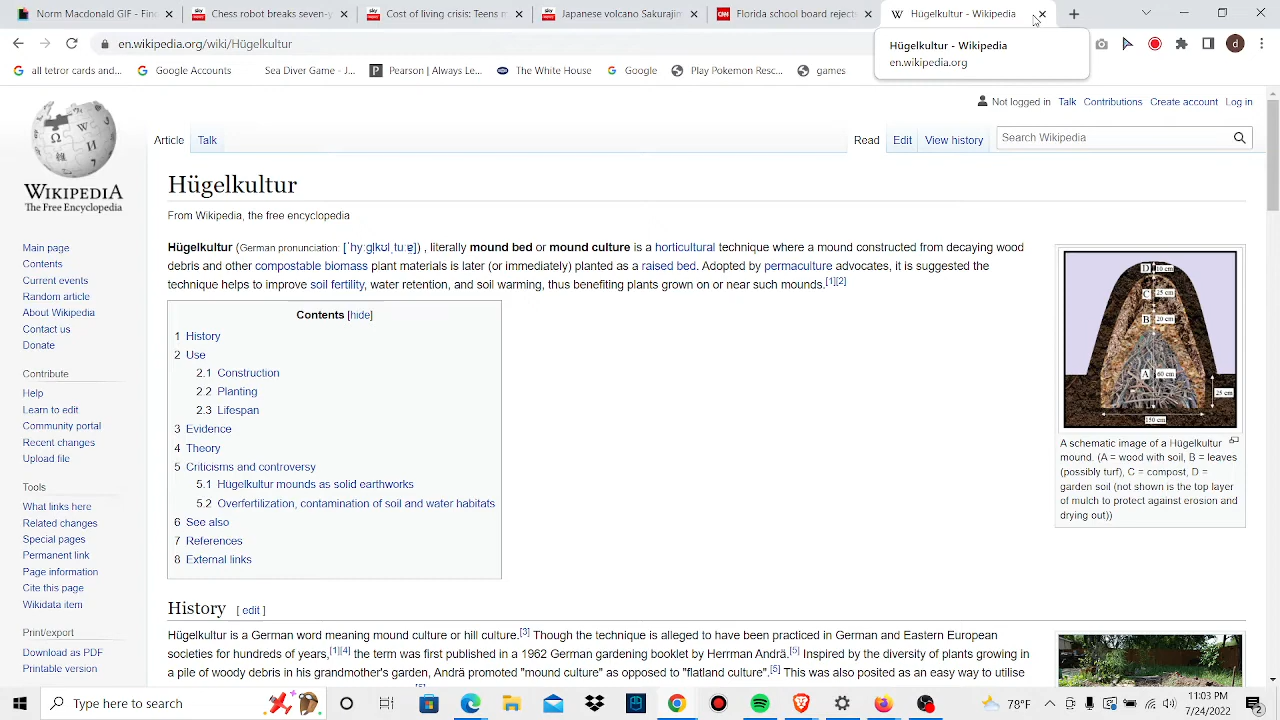 Norm Macdonald GIF - Fin
Chess robot breaks seven-y
Cost of living crisis: Teens m
Japanese volcano Sakurajim
Florida school board rejects
Hügelkultur - Wikipedia
en.wikipedia.org/wiki/Hügelkultur
Hügelkultur - Wikipedia
en.wikipedia.org
d
all tetror cards and...
Google Accounts
Sea Diver Game - J...
Pearson | Always Le...
The White House
Google
Play Pokemon Resc...
games
Not logged in Talk Contributions Create account Log in
Article Talk
Read Edit View history
Search Wikipedia
WIKIPEDIA
The Free Encyclopedia
Main page
Contents
Current events
Random article
About Wikipedia
Contact us
Donate
Contribute
Help
Learn to edit
Community portal
Recent changes
Upload file
Tools
What links here
Related changes
Special pages
Permanent link
Page information
Cite this page
Wikidata item
Print/export
Download as PDF
Printable version
Hügelkultur
From Wikipedia, the free encyclopedia
Hügelkultur (German pronunciation: [ˈhyːɡl̩kʊlˌtuːɐ̯]) , literally mound bed or mound culture is a horticultural technique where a mound constructed from decaying wood
debris and other compostable biomass plant materials is later (or immediately) planted as a raised bed. Adopted by permaculture advocates, it is suggested the
technique helps to improve soil fertility, water retention, and soil warming, thus benefiting plants grown on or near such mounds.[1][2]
Contents [hide]
1 History
2 Use
2.1 Construction
2.2 Planting
2.3 Lifespan
3 Evidence
4 Theory
5 Criticisms and controversy
5.1 Hugelkultur mounds as solid earthworks
5.2 Overfertilization, contamination of soil and water habitats
6 See also
7 References
8 External links
D 10 cm
C 25 cm
B 20 cm
A 60 cm
25 cm
150 cm
A schematic image of a Hügelkultur
mound. (A = wood with soil, B = leaves
(possibly turf), C = compost, D =
garden soil (not shown is the top layer
of mulch to protect against erosion and
drying out))
History [ edit ]
Hügelkultur is a German word meaning mound culture or hill culture.[3] Though the technique is alleged to have been practiced in German and Eastern European
societies for hundreds of years,[1][4] the term was first published in a 1962 German gardening booklet by Herrman Andrä.[5] Inspired by the diversity of plants growing in
a pile of woody debris in his grandmother's garden, Andrä promoted "mound culture" as opposed to "flatland culture".[5] This was also posited as an easy way to utilise
Type here to search
78°F
11:03 PM
7/24/2022
2